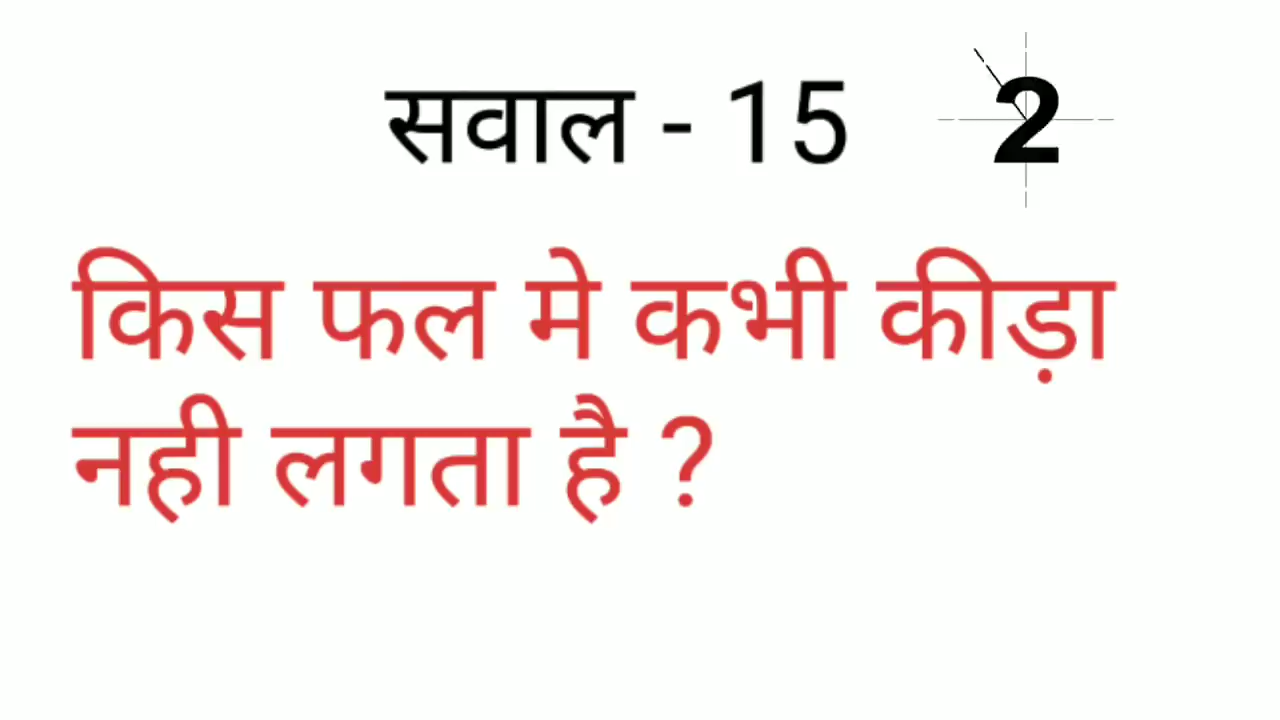 सवाल - 15 2
किस फल मे कभी कीड़ा
नही लगता है ?